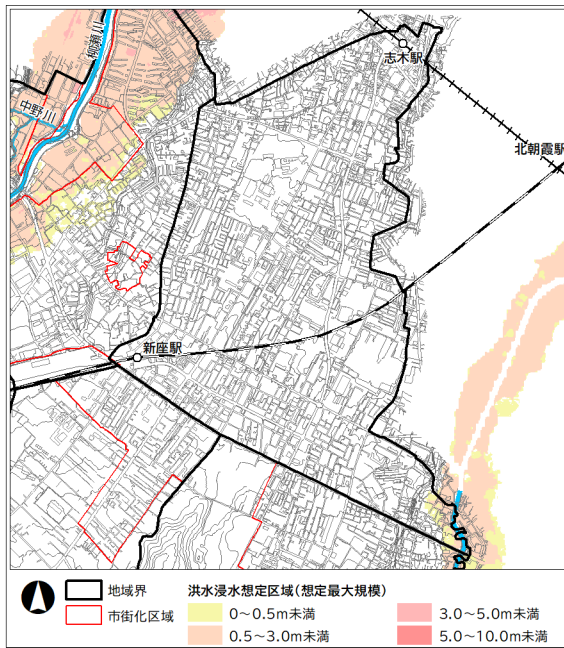 志木駅
柳瀬川
中野川
北朝霞駅
新座駅
地域界
市街化区域
洪水浸水想定区域(想定最大規模)
0～0.5m未満
0.5～3.0m未満
3.0～5.0m未満
5.0～10.0m未満